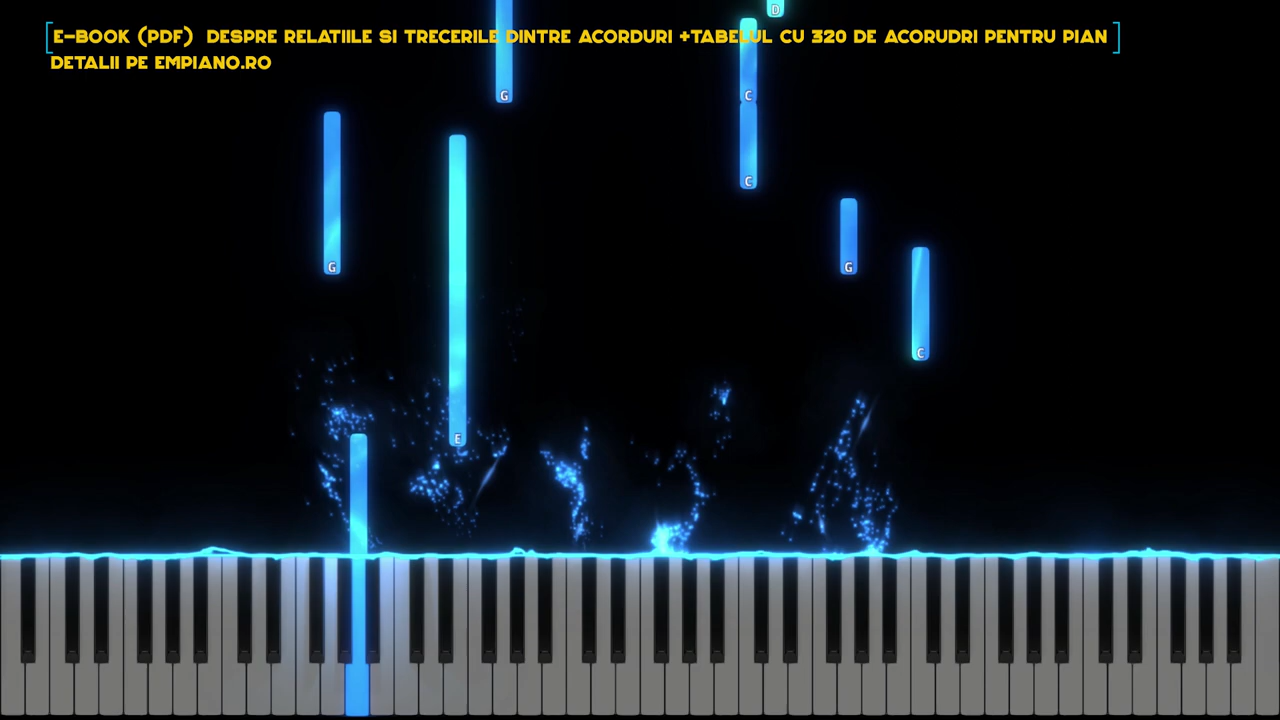 E-BOOK (PDF) DESPRE RELATIILE SI TRECERILE DINTRE ACORDURI +TABELUL CU 320 DE ACORUDRI PENTRU PIAN
DETALII PE EMPIANO.RO
D
G C
C
G G
C
E